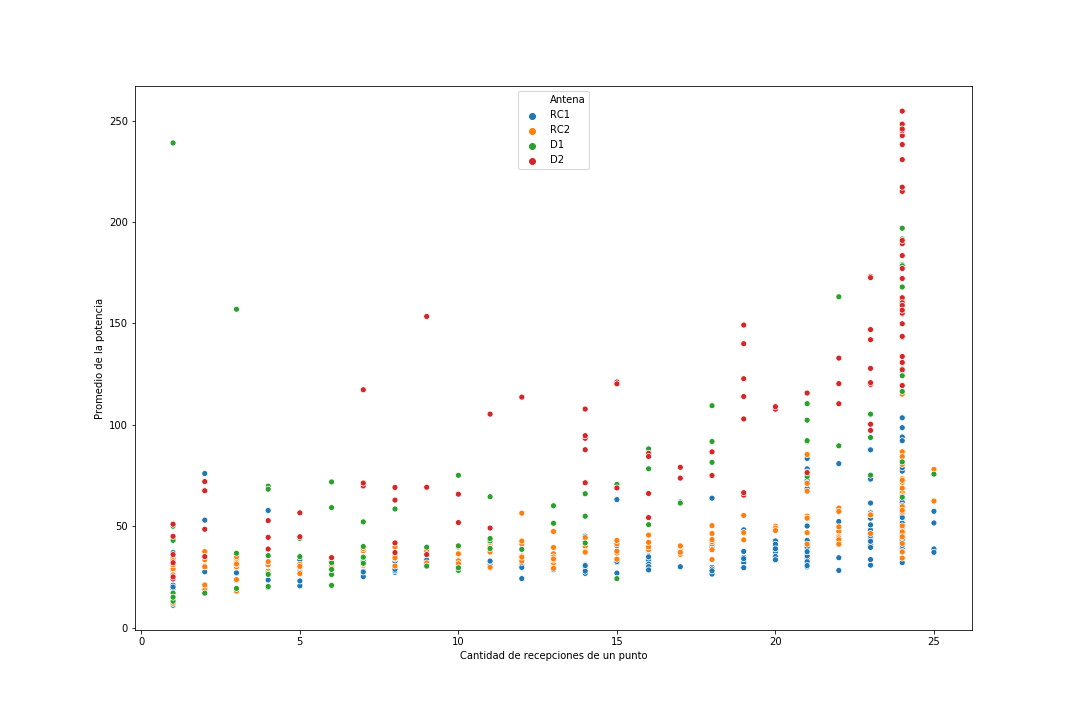 Antena
RC1
RC2
D1
D2
250
200
150
100
50
0
Promedio de la potencia
0 5 10 15 20 25
Cantidad de recepciones de un punto